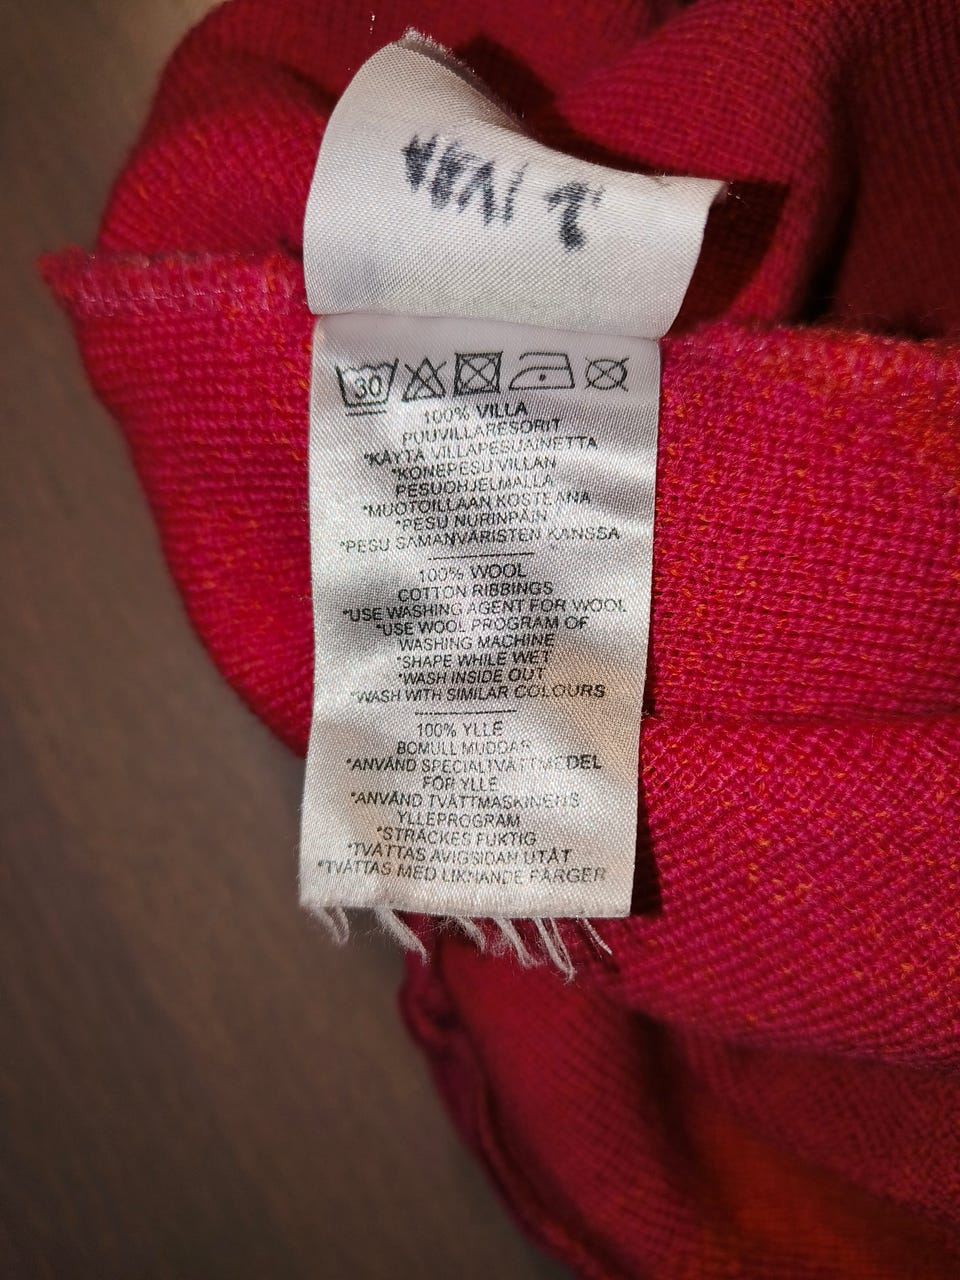 30
100% VILLA
PUUVILLARESORIT
*KÄYTÄ VILLAPESUAINETTA
*KONEPESU VILLAN
PESUOHJELMALLA
*MUOTOILLAAN KOSTEANA
*PESU NURINPÄIN
*PESU SAMANVÄRISTEN KANSSA
100% WOOL
COTTON RIBBINGS
*USE WASHING AGENT FOR WOOL
*USE WOOL PROGRAM OF
WASHING MACHINE
*SHAPE WHILE WET
*WASH INSIDE OUT
*WASH WITH SIMILAR COLOURS
100% YLLE
BOMULL MUDDAR
*ANVÄND SPECIALTVÄTTMEDEL
FÖR YLLE
*ANVÄND TVÄTTMASKINENS
YLLEPROGRAM
*STRÄCKES FUKTIG
*TVÄTTAS AVIGSIDAN UTÅT
*TVÄTTAS MED LIKNANDE FÄRGER